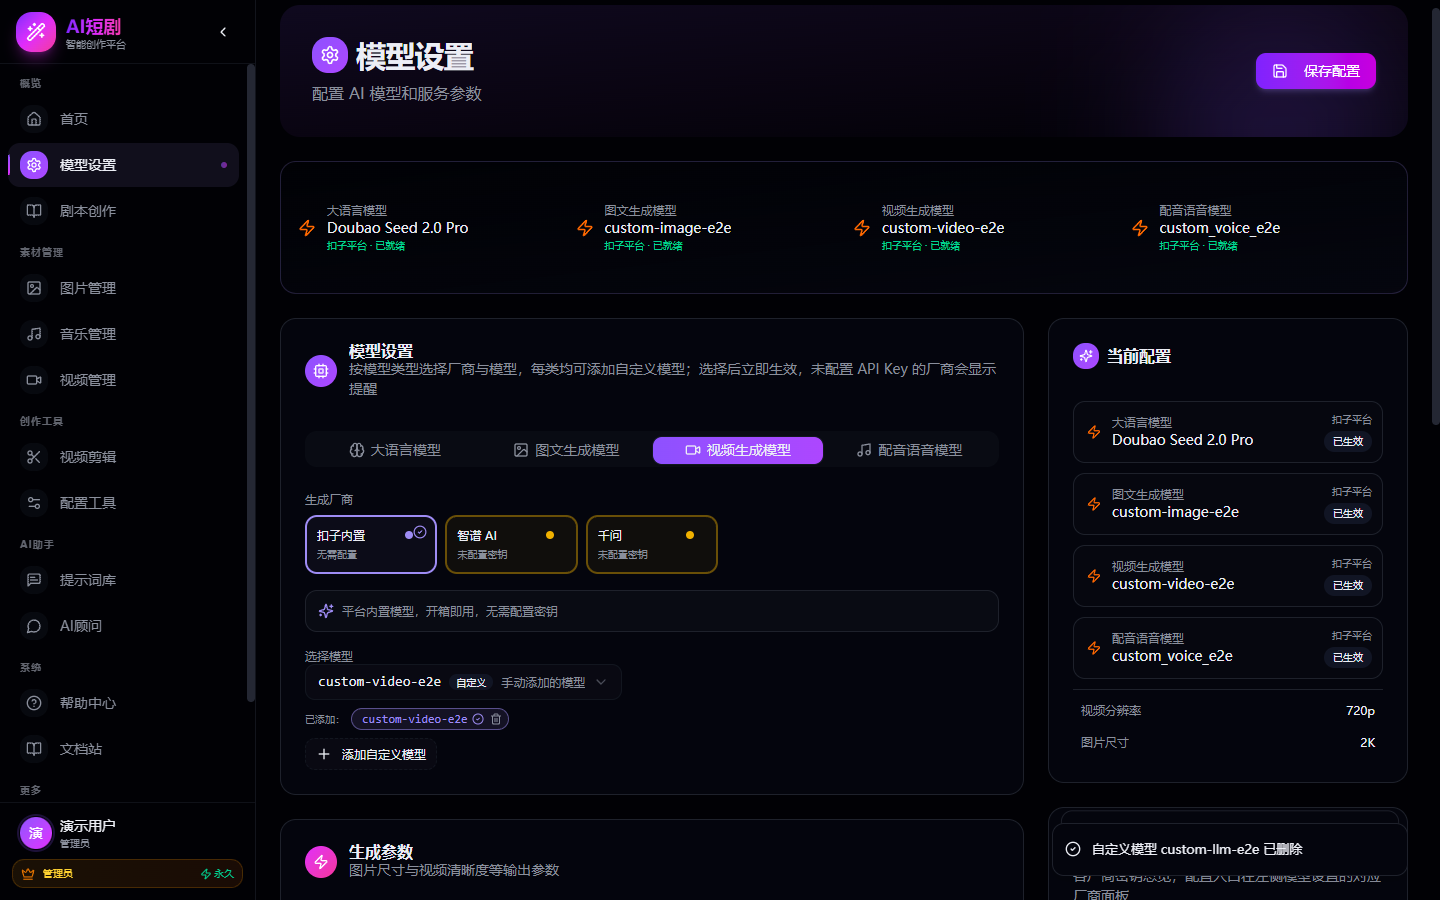 AI短剧
智能创作平台
概览
首页
模型设置
剧本创作
素材管理
图片管理
音乐管理
视频管理
创作工具
视频剪辑
配置工具
AI助手
提示词库
AI顾问
系统
帮助中心
文档站
更多
演
演示用户
管理员
管理员
永久
模型设置
配置 AI 模型和服务参数
保存配置
大语言模型
Doubao Seed 2.0 Pro
扣子平台 · 已就绪
图文生成模型
custom-image-e2e
扣子平台 · 已就绪
视频生成模型
custom-video-e2e
扣子平台 · 已就绪
配音语音模型
custom_voice_e2e
扣子平台 · 已就绪
模型设置
按模型类型选择厂商与模型，每类均可添加自定义模型；选择后立即生效，未配置 API Key 的厂商会显示
提醒
大语言模型
图文生成模型
视频生成模型
配音语音模型
生成厂商
扣子内置
无需配置
智谱 AI
未配置密钥
千问
未配置密钥
平台内置模型，开箱即用，无需配置密钥
选择模型
custom-video-e2e 自定义 手动添加的模型
已添加: custom-video-e2e
添加自定义模型
生成参数
图片尺寸与视频清晰度等输出参数
当前配置
大语言模型
Doubao Seed 2.0 Pro
扣子平台
已生效
图文生成模型
custom-image-e2e
扣子平台
已生效
视频生成模型
custom-video-e2e
扣子平台
已生效
配音语音模型
custom_voice_e2e
扣子平台
已生效
视频分辨率 720p
图片尺寸 2K
自定义模型 custom-llm-e2e 已删除
各厂商密钥总览，配置入口在左侧模型设置的对应
厂商面板